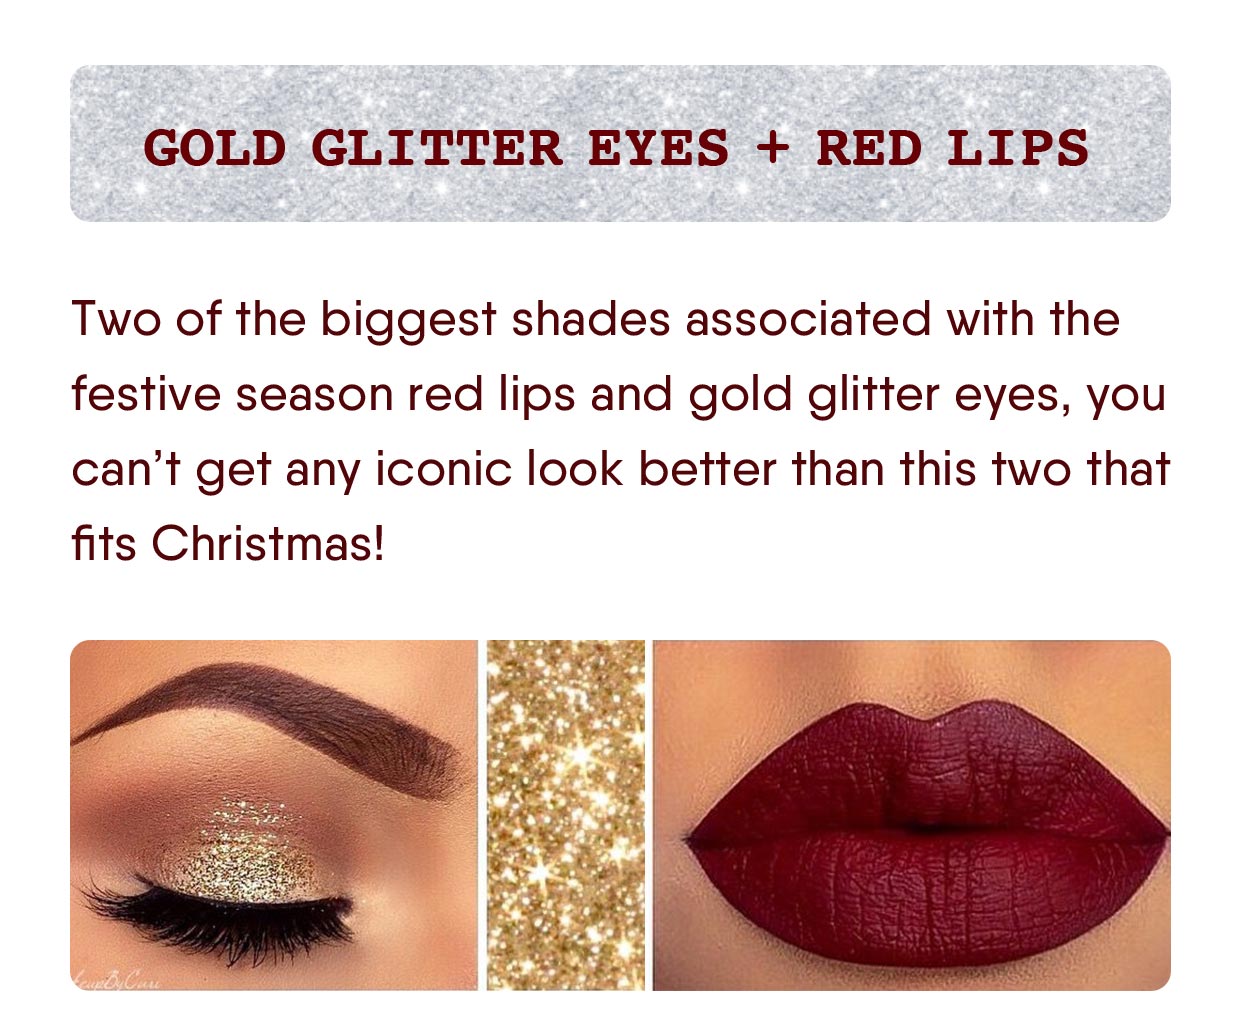 GOLD GLITTER EYES + RED LIPS
Two of the biggest shades associated with the
festive season red lips and gold glitter eyes, you
can’t get any iconic look better than this two that
fits Christmas!